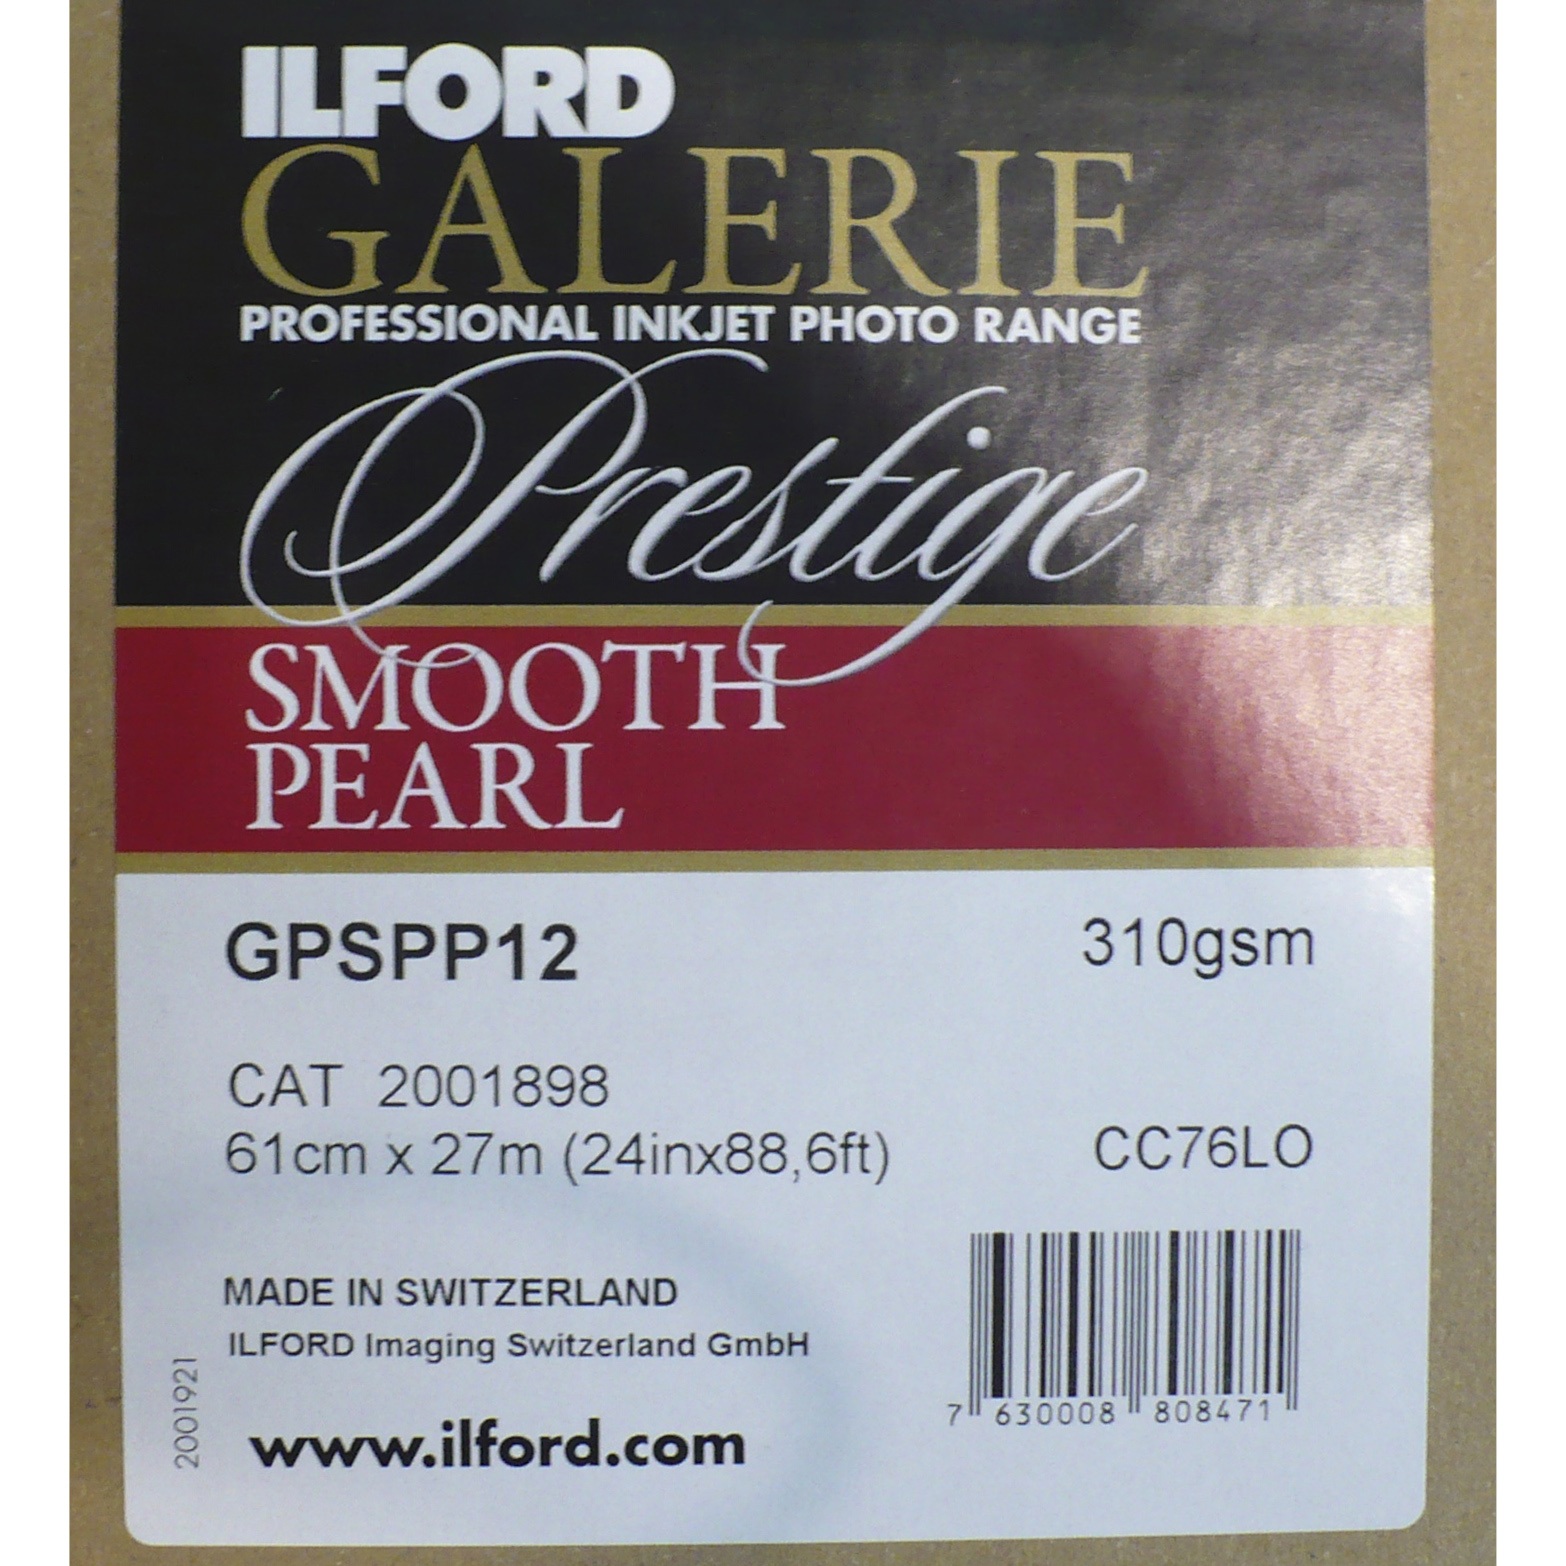 ILFORD
GALERIE
PROFESSIONAL INKJET PHOTO RANGE
Prestige
SMOOTH
PEARL
GPSPP12 310gsm
CAT 2001898
61cm x 27m (24inx88,6ft) CC76LO
MADE IN SWITZERLAND
ILFORD Imaging Switzerland GmbH
www.ilford.com
2001921
7 630008 808471